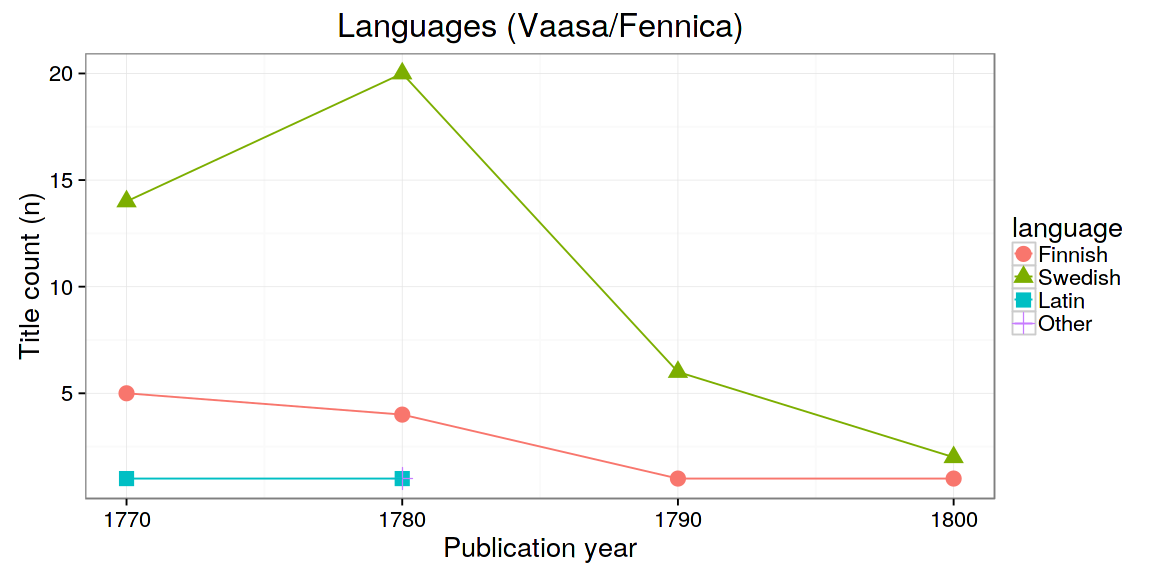 Languages (Vaasa/Fennica)
Title count (n)
20
15
10
5
1770 1780 1790 1800
Publication year
language
Finnish
Swedish
Latin
Other